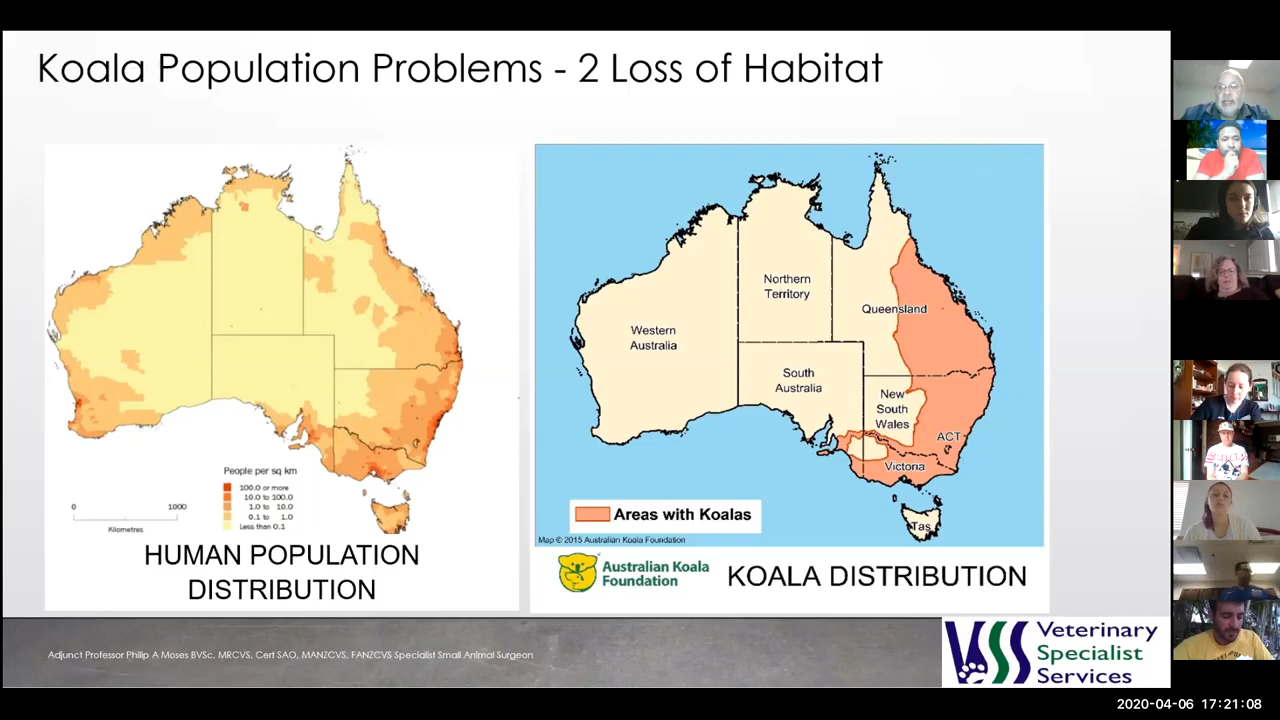 Koala Population Problems - 2 Loss of Habitat
People per sq km
100.0 or more
10.0 to 100.0
1.0 to 10.0
0.1 to 1.0
Less than 0.1
0
1000
Kilometres
HUMAN POPULATION
DISTRIBUTION
Northern
Territory
Queensland
Western
Australia
South
Australia
New
South
Wales
ACT
Victoria
Tas
Areas with Koalas
Map © 2015 Australian Koala Foundation
Australian Koala
Foundation
KOALA DISTRIBUTION
Adjunct Professor Philip A Moses BVSc, MRCVS, Cert SAO, MANZCVS, FANZCVS Specialist Small Animal Surgeon
VSS
Veterinary
Specialist
Services
2020-04-06 17:21:08